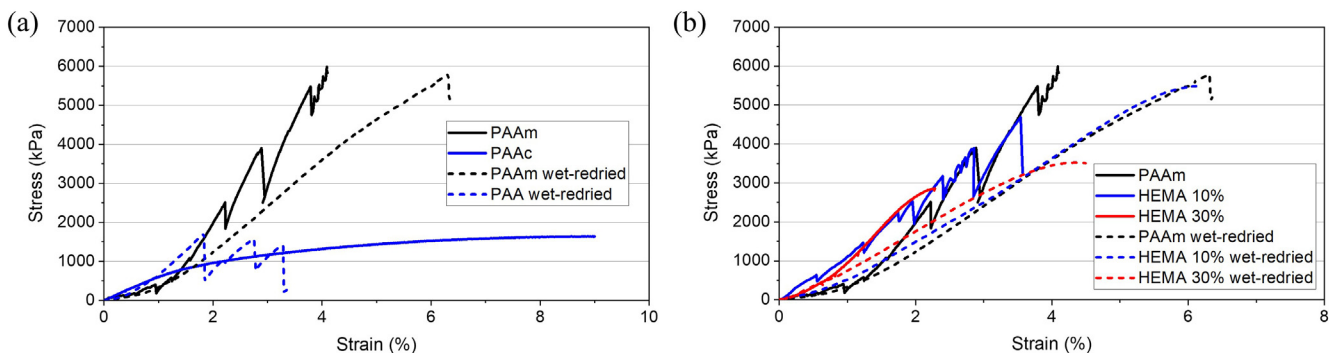 (a)
7000
6000
5000
4000
3000
2000
1000
0
Stress (kPa)
PAAm
PAAc
PAAm wet-redried
PAA wet-redried
0 2 4 6 8 10
Strain (%)
(b)
7000
6000
5000
4000
3000
2000
1000
0
Stress (kPa)
PAAm
HEMA 10%
HEMA 30%
PAAm wet-redried
HEMA 10% wet-redried
HEMA 30% wet-redried
0 2 4 6 8
Strain (%)